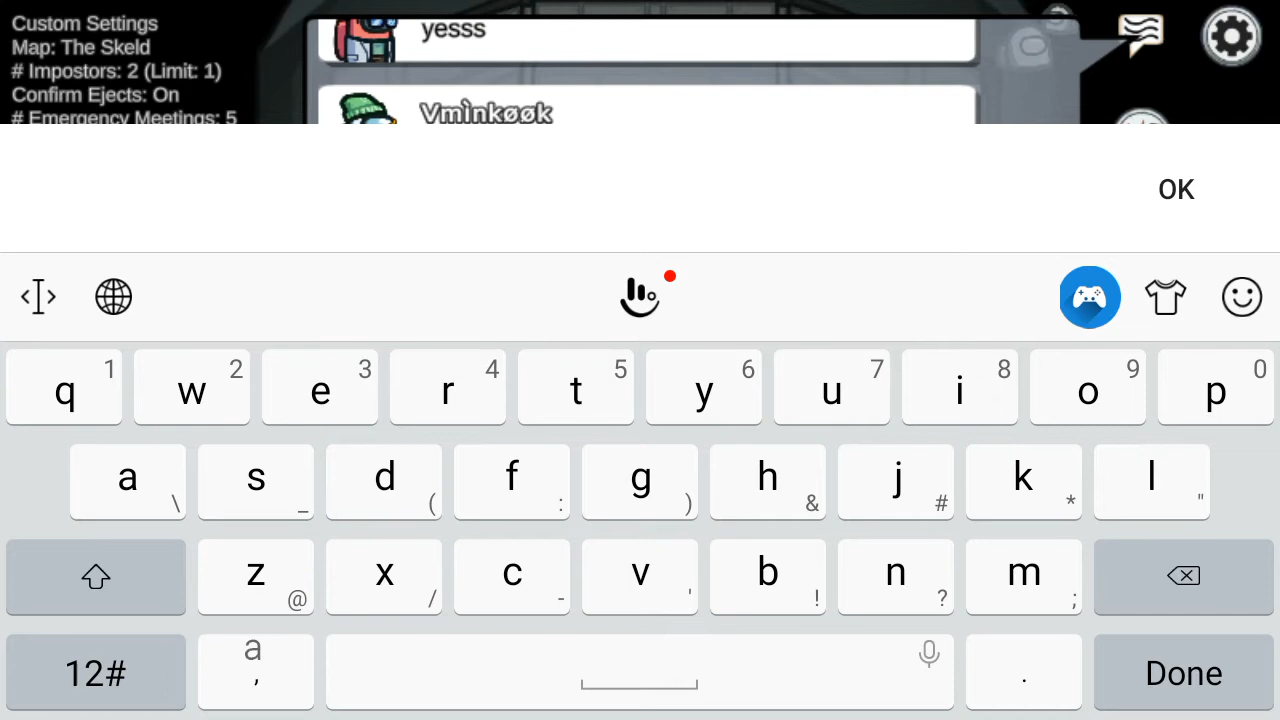 Custom Settings
Map: The Skeld
# Impostors: 2 (Limit: 1)
Confirm Ejects: On
# Emergency Meetings: 5
yesss
Vmìnkøøk
OK
q 1 w 2 e 3 r 4 t 5 y 6 u 7 i 8 o 9 p 0
a \ s _ d ( f : g ) h & j # k * l "
z @ x / c - v ' b ! n ? m ;
12# a , . Done